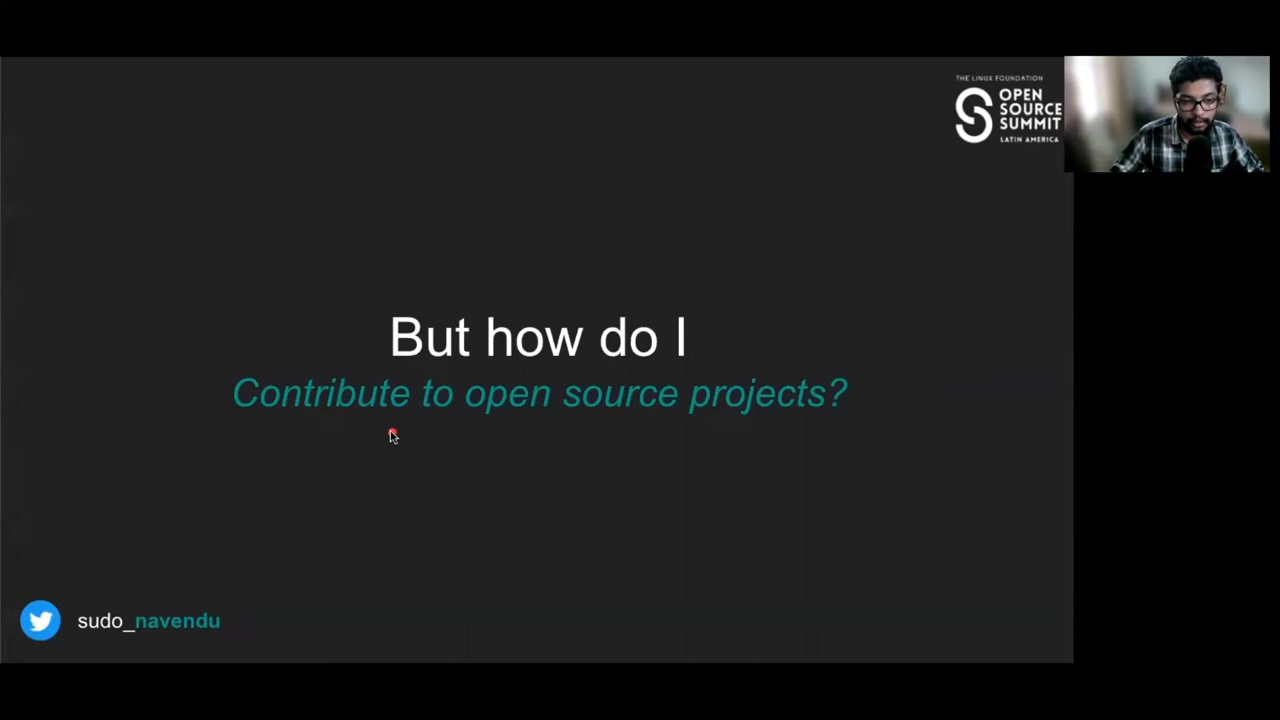 THE LINUX FOUNDATION
OPEN
SOURCE
SUMMIT
LATIN AMERICA
But how do I
Contribute to open source projects?
sudo_navendu